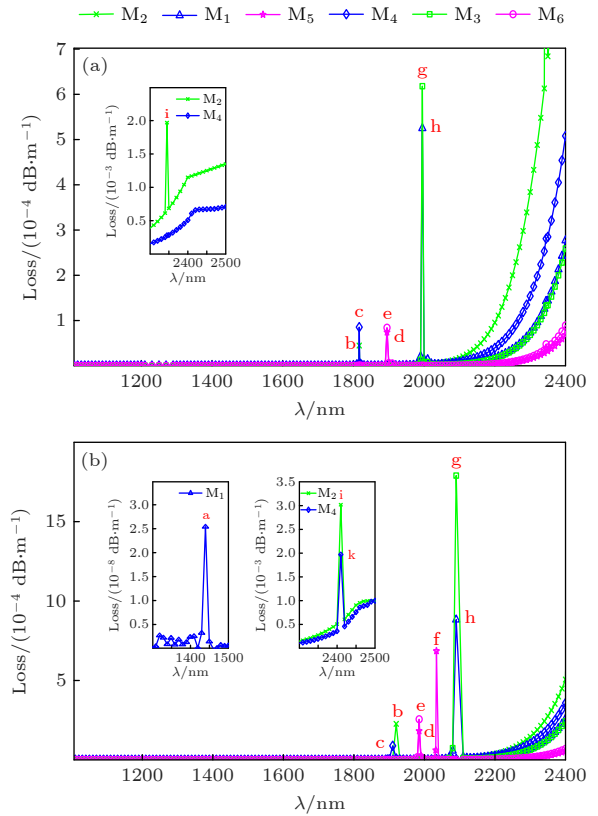 M₂ M₁ M₅ M₄ M₃ M₆
(a)
Loss/(10⁻⁴ dB·m⁻¹)
7
6
5
4
3
2
1
1200 1400 1600 1800 2000 2200 2400
λ/nm
b c e d g h
M₂
M₄
i
Loss/(10⁻³ dB·m⁻¹)
2.0
1.5
1.0
0.5
2400 2500
λ/nm
(b)
Loss/(10⁻⁴ dB·m⁻¹)
15
10
5
1200 1400 1600 1800 2000 2200 2400
λ/nm
c b e d f g h
M₁
a
Loss/(10⁻⁸ dB·m⁻¹)
3.0
2.5
2.0
1.5
1.0
0.5
1400 1500
λ/nm
M₂
M₄
i
k
Loss/(10⁻³ dB·m⁻¹)
3.5
3.0
2.5
2.0
1.5
1.0
0.5
2400 2500
λ/nm